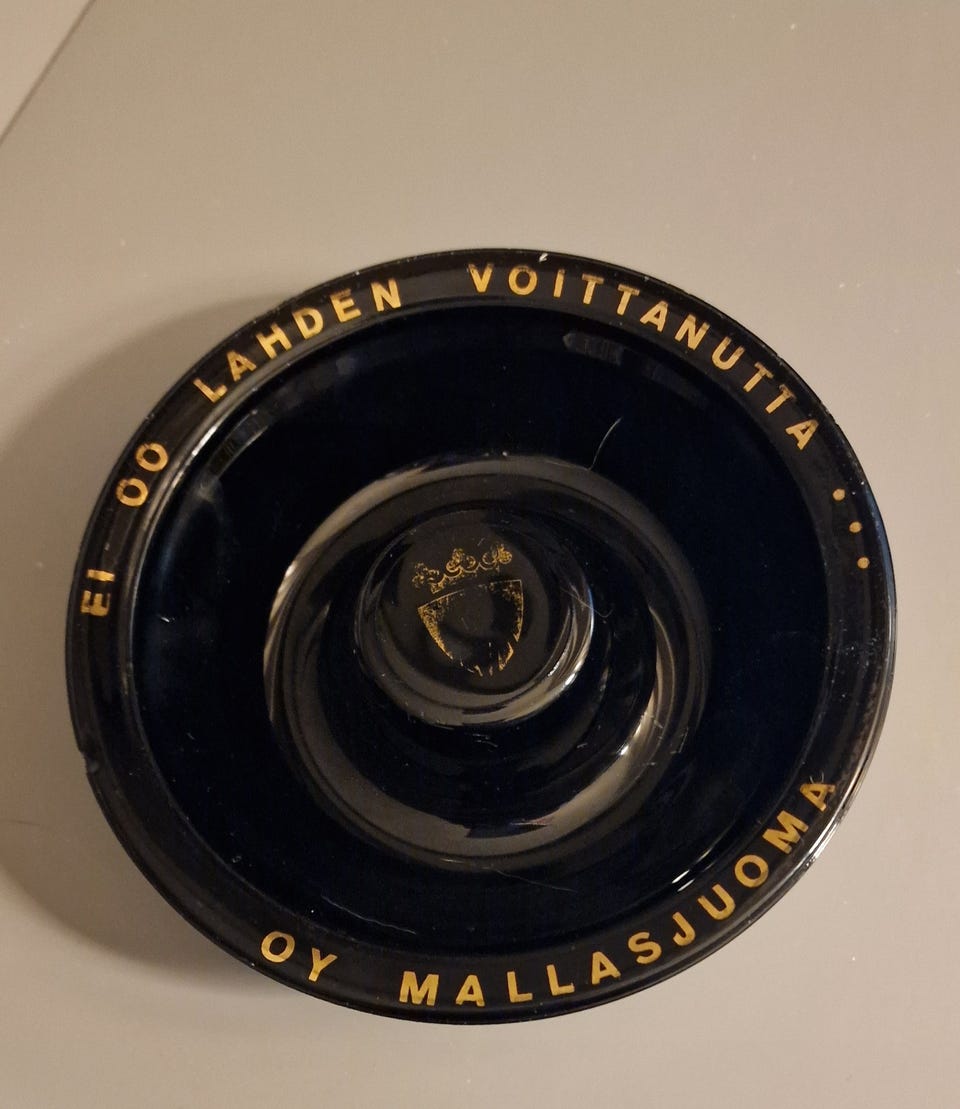 EI OO LAHDEN VOITTANUTTA ...
OY MALLASJUOMA